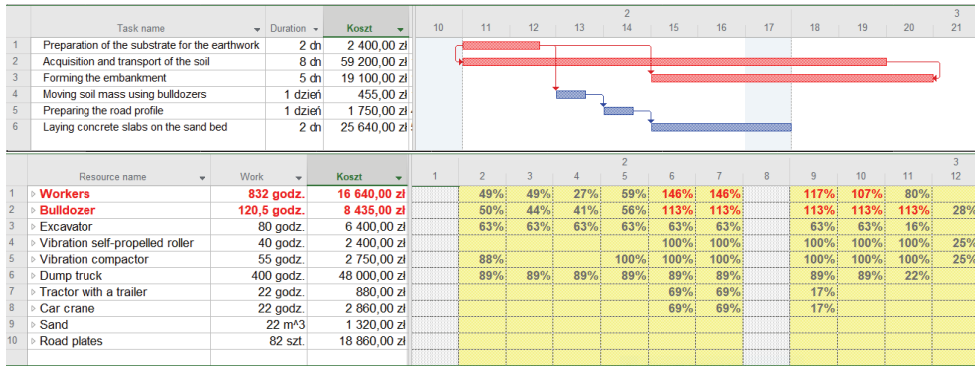 2 3
Task name Duration Koszt 10 11 12 13 14 15 16 17 18 19 20 21
1 Preparation of the substrate for the earthwork 2 dn 2 400,00 zł
2 Acquisition and transport of the soil 8 dn 59 200,00 zł
3 Forming the embankment 5 dn 19 100,00 zł
4 Moving soil mass using bulldozers 1 dzień 455,00 zł
5 Preparing the road profile 1 dzień 1 750,00 zł
6 Laying concrete slabs on the sand bed 2 dn 25 640,00 zł
2 3
Resource name Work Koszt 1 2 3 4 5 6 7 8 9 10 11 12
1 Workers 832 godz. 16 640,00 zł 49% 49% 27% 59% 146% 146% 117% 107% 80%
2 Bulldozer 120,5 godz. 8 435,00 zł 50% 44% 41% 56% 113% 113% 113% 113% 113% 28%
3 Excavator 80 godz. 6 400,00 zł 63% 63% 63% 63% 63% 63% 63% 63% 16%
4 Vibration self-propelled roller 40 godz. 2 400,00 zł 100% 100% 100% 100% 100% 25%
5 Vibration compactor 55 godz. 2 750,00 zł 88% 100% 100% 100% 100% 100% 100% 25%
6 Dump truck 400 godz. 48 000,00 zł 89% 89% 89% 89% 89% 89% 89% 89% 22%
7 Tractor with a trailer 22 godz. 880,00 zł 69% 69% 17%
8 Car crane 22 godz. 2 860,00 zł 69% 69% 17%
9 Sand 22 m^3 1 320,00 zł
10 Road plates 82 szt. 18 860,00 zł